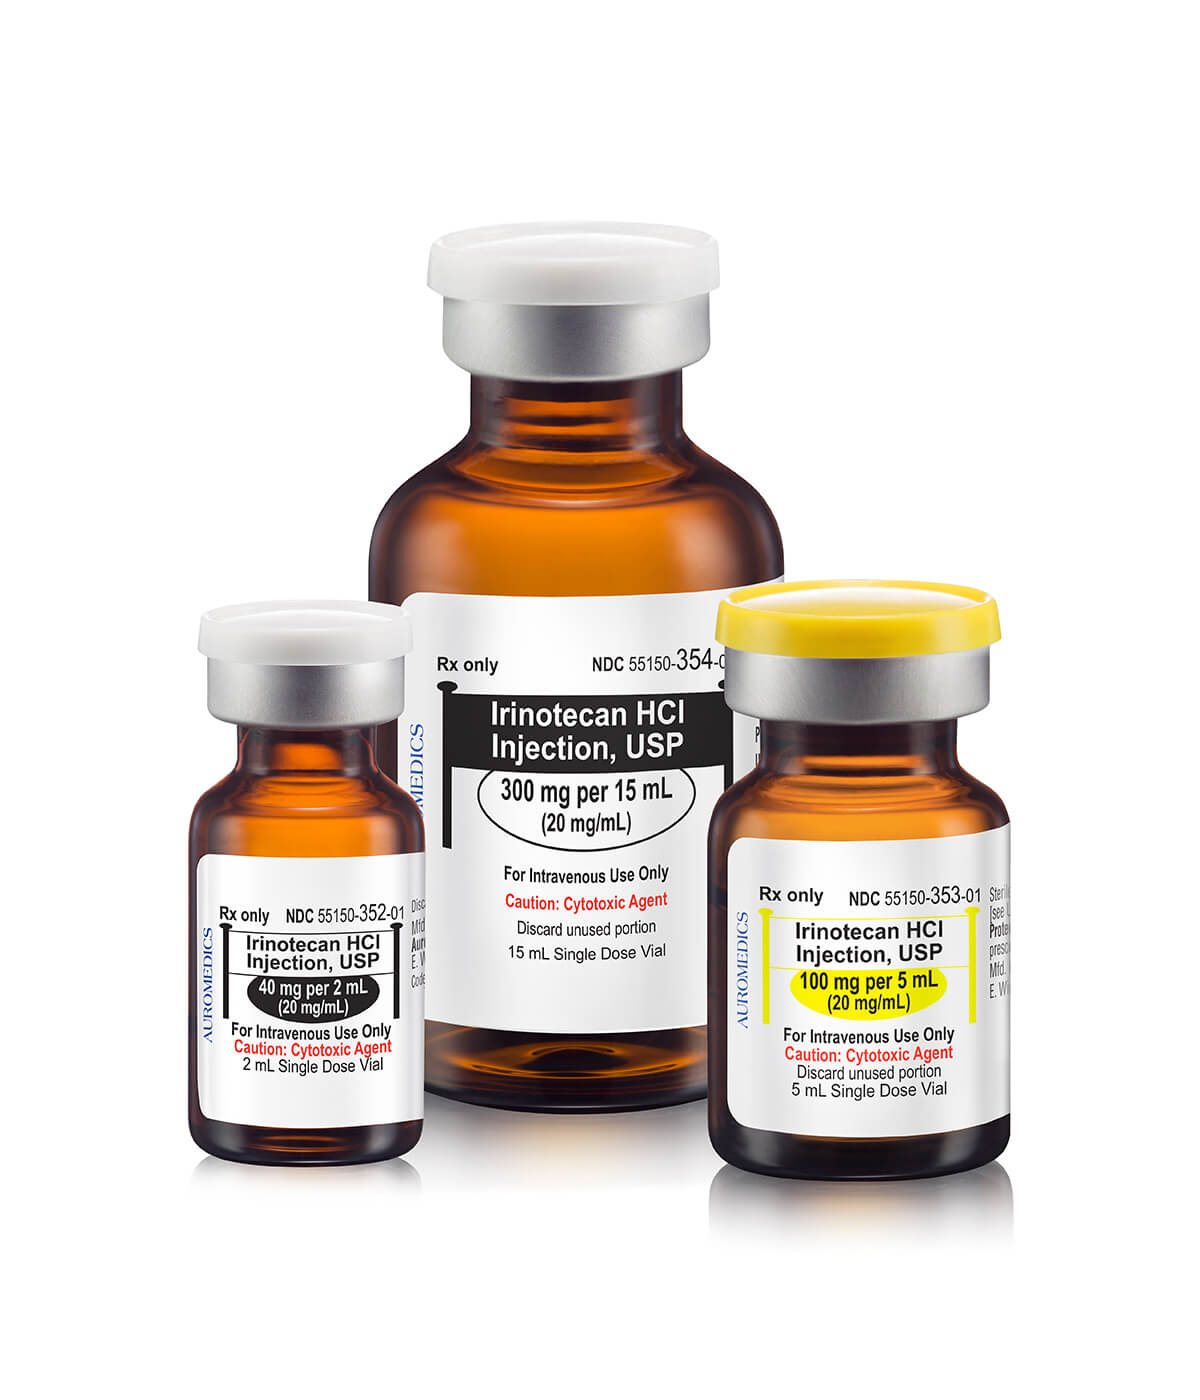 Rx only NDC 55150-352-01
Irinotecan HCl
Injection, USP
40 mg per 2 mL
(20 mg/mL)
For Intravenous Use Only
Caution: Cytotoxic Agent
2 mL Single Dose Vial
AUROMEDICS
Rx only NDC 55150-354-
Irinotecan HCl
Injection, USP
300 mg per 15 mL
(20 mg/mL)
For Intravenous Use Only
Caution: Cytotoxic Agent
Discard unused portion
15 mL Single Dose Vial
Rx only NDC 55150-353-01
Irinotecan HCl
Injection, USP
100 mg per 5 mL
(20 mg/mL)
For Intravenous Use Only
Caution: Cytotoxic Agent
Discard unused portion
5 mL Single Dose Vial
AUROMEDICS
[see
Mfd.